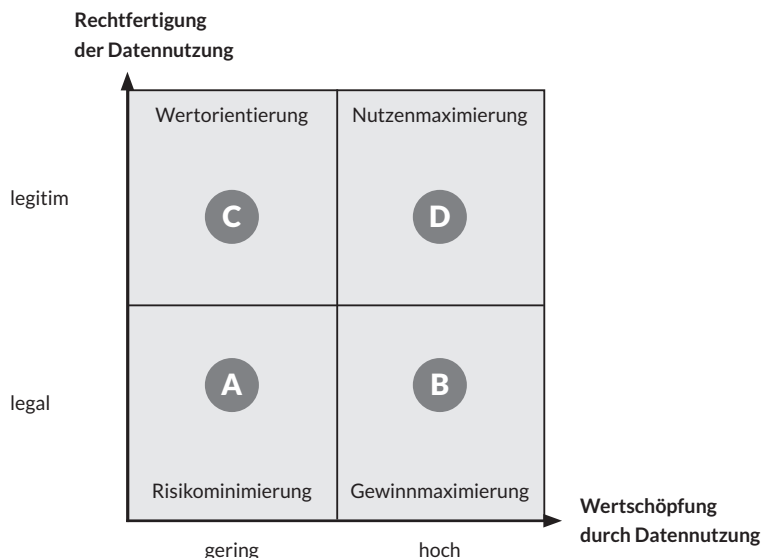 Rechtfertigung
der Datennutzung
Wertorientierung
Nutzenmaximierung
legitim
C
D
legal
A
B
Risikominimierung
Gewinnmaximierung
Wertschöpfung
durch Datennutzung
gering
hoch